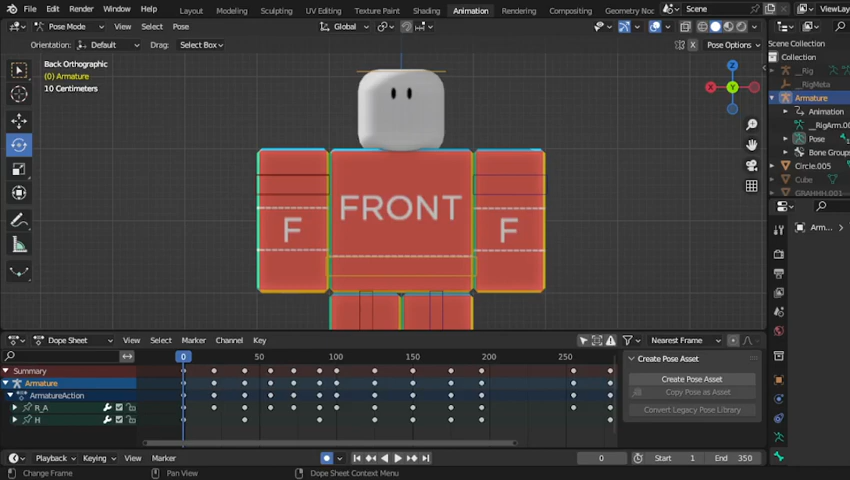 File Edit Render Window Help Layout Modeling Sculpting UV Editing Texture Paint Shading Animation Rendering Compositing Geometry Noc Scene ViewLay
Pose Mode View Select Pose Global Pose Options
Orientation: Default Drag: Select Box
Back Orthographic
(0) Armature
10 Centimeters
X Z Y
FRONT
F F
Scene Collection
Collection
__Rig
__RigMeta
Armature
Animation
__RigArm.00
Pose
Bone Groups
Circle.005
Cube
GRAHHH.001
Arm...
Dope Sheet View Select Marker Channel Key Nearest Frame
0 50 100 150 200 250
Summary
Armature
ArmatureAction
R_A
H
Create Pose Asset
Create Pose Asset
Copy Pose as Asset
Convert Legacy Pose Library
Playback Keying View Marker 0 Start 1 End 350
Change Frame Pan View Dope Sheet Context Menu